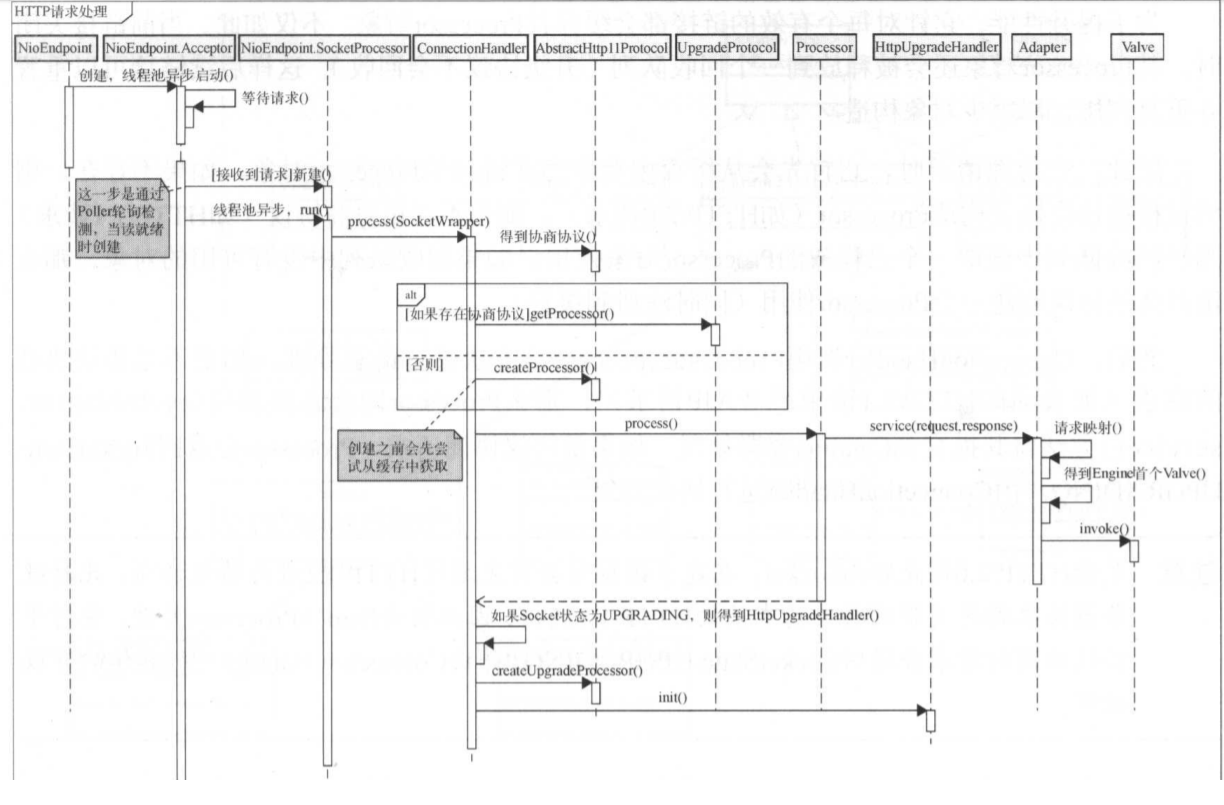 HTTP请求处理
NioEndpoint
NioEndpoint.Acceptor
NioEndpoint.SocketProcessor
ConnectionHandler
AbstractHttp11Protocol
UpgradeProtocol
Processor
HttpUpgradeHandler
Adapter
Valve
创建，线程池异步启动()
等待请求()
[接收到请求]新建()
这一步是通过
Poller轮询检
测，当读就绪
时创建
线程池异步，run()
process(SocketWrapper)
得到协商协议()
alt
[如果存在协商协议]getProcessor()
[否则]
createProcessor()
创建之前会先尝
试从缓存中获取
process()
service(request,response)
请求映射()
得到Engine首个Valve()
invoke()
如果Socket状态为UPGRADING，则得到HttpUpgradeHandler()
createUpgradeProcessor()
init()